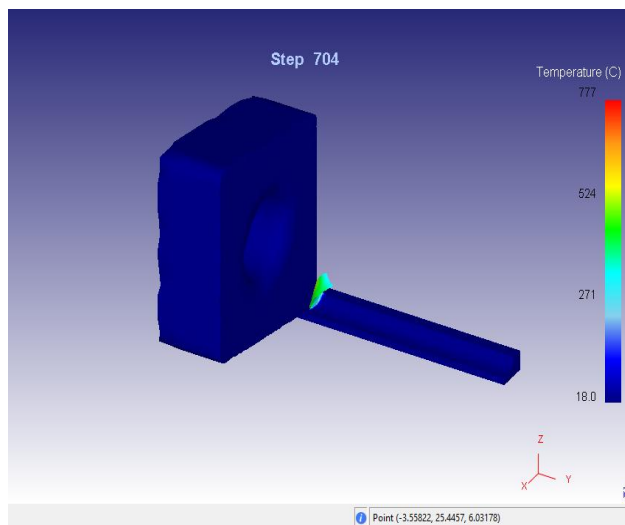 Step 704
Temperature (C)
777
524
271
18.0
Z
X
Y
Point (-3.55822, 25.4457, 6.03178)